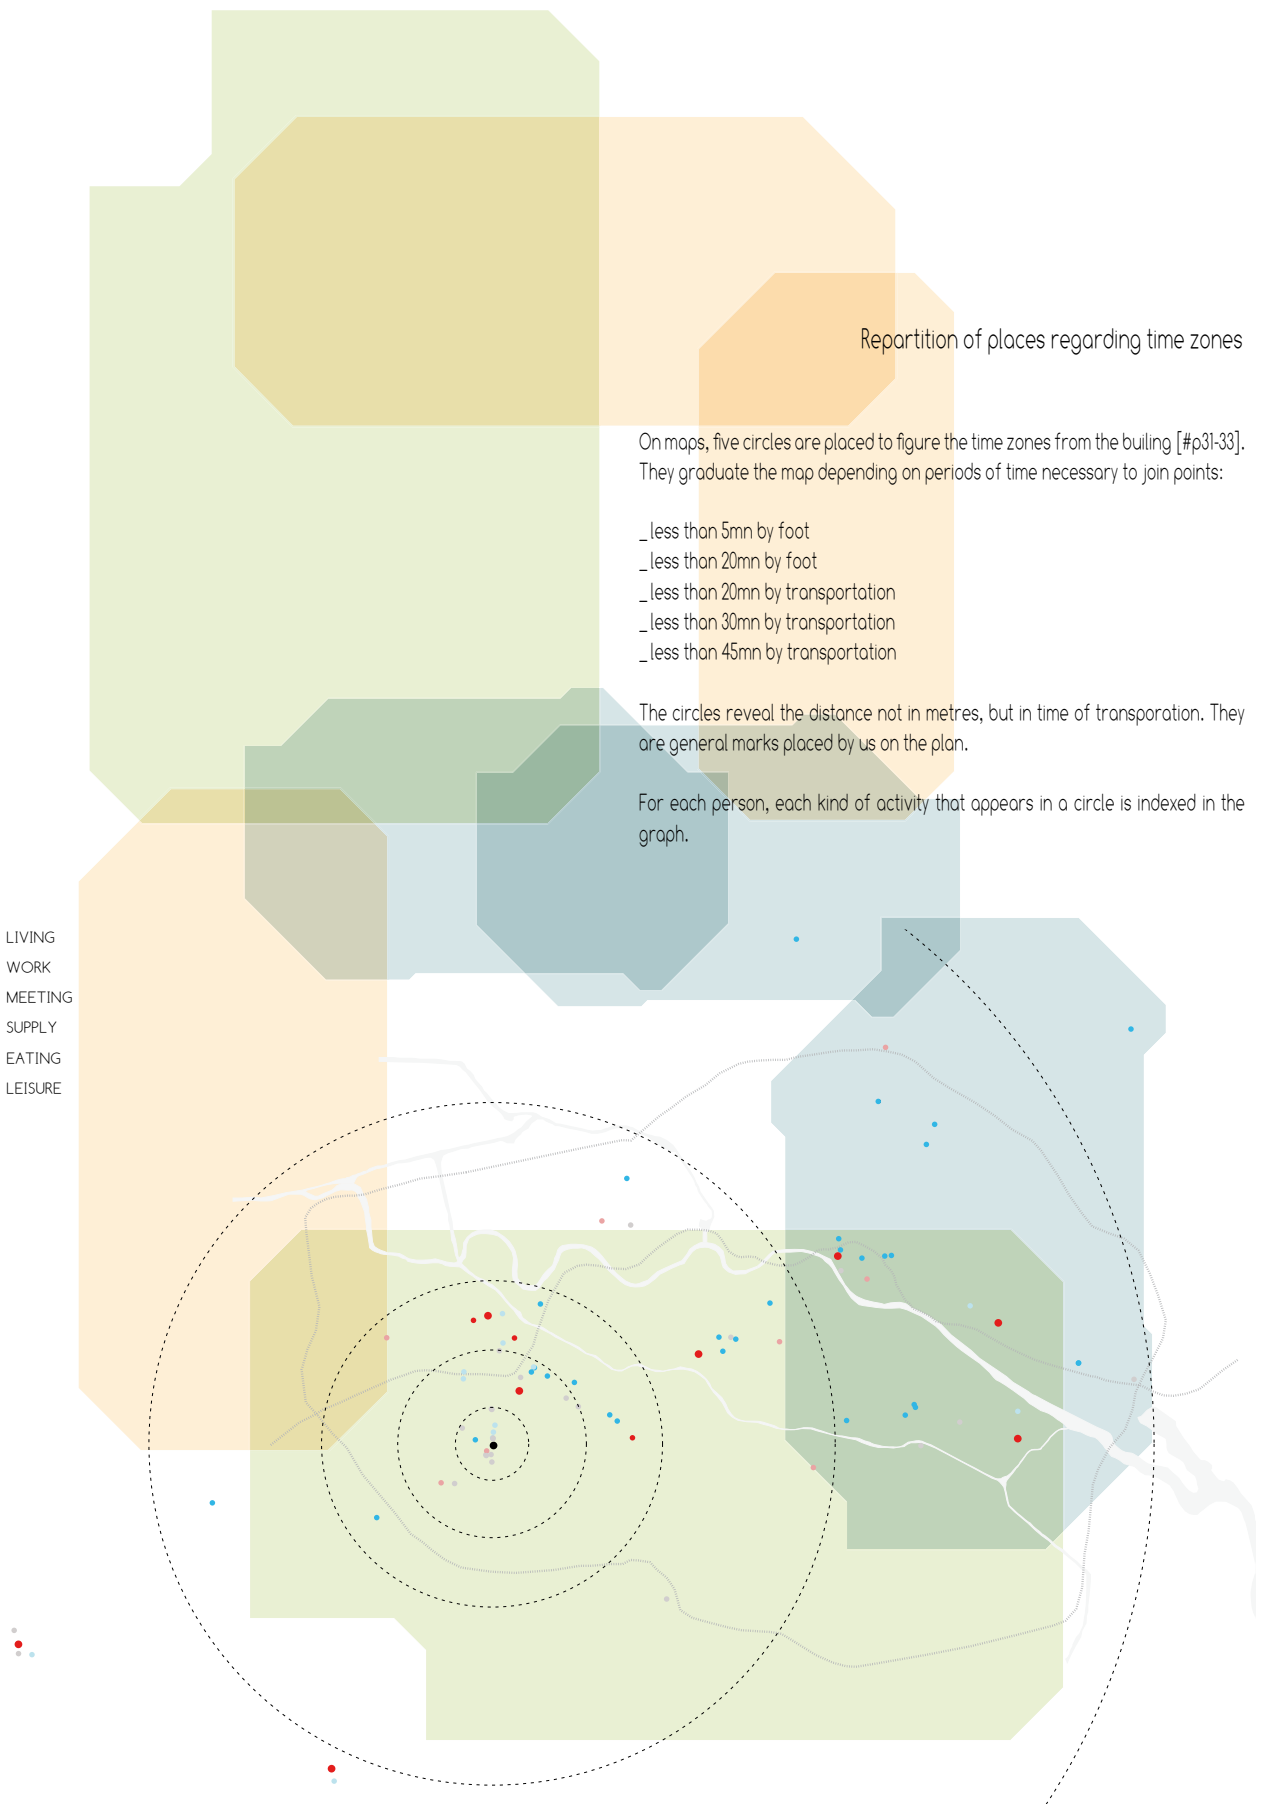 Repartition of places regarding time zones
On maps, five circles are placed to figure the time zones from the builing [#p31-33].
They graduate the map depending on periods of time necessary to join points:
_less than 5mn by foot
_less than 20mn by foot
_less than 20mn by transportation
_less than 30mn by transportation
_less than 45mn by transportation
The circles reveal the distance not in metres, but in time of transporation. They
are general marks placed by us on the plan.
For each person, each kind of activity that appears in a circle is indexed in the
graph.
LIVING
WORK
MEETING
SUPPLY
EATING
LEISURE